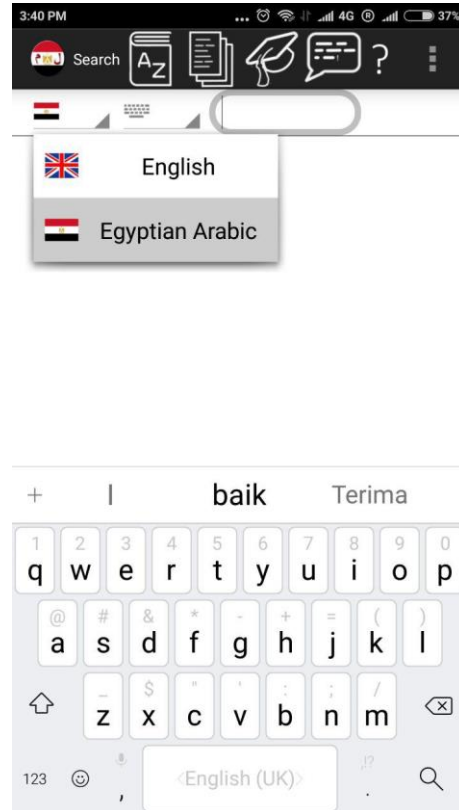 3:40 PM ... 4G R 37%
Search A Z ?
English
Egyptian Arabic
+ I baik Terima
1 2 3 4 5 6 7 8 9 0
q w e r t y u i o p
@ # & * - + = ( )
a s d f g h j k l
_ $ " ' : ; /
z x c v b n m
123 , <English (UK)> ,!? .